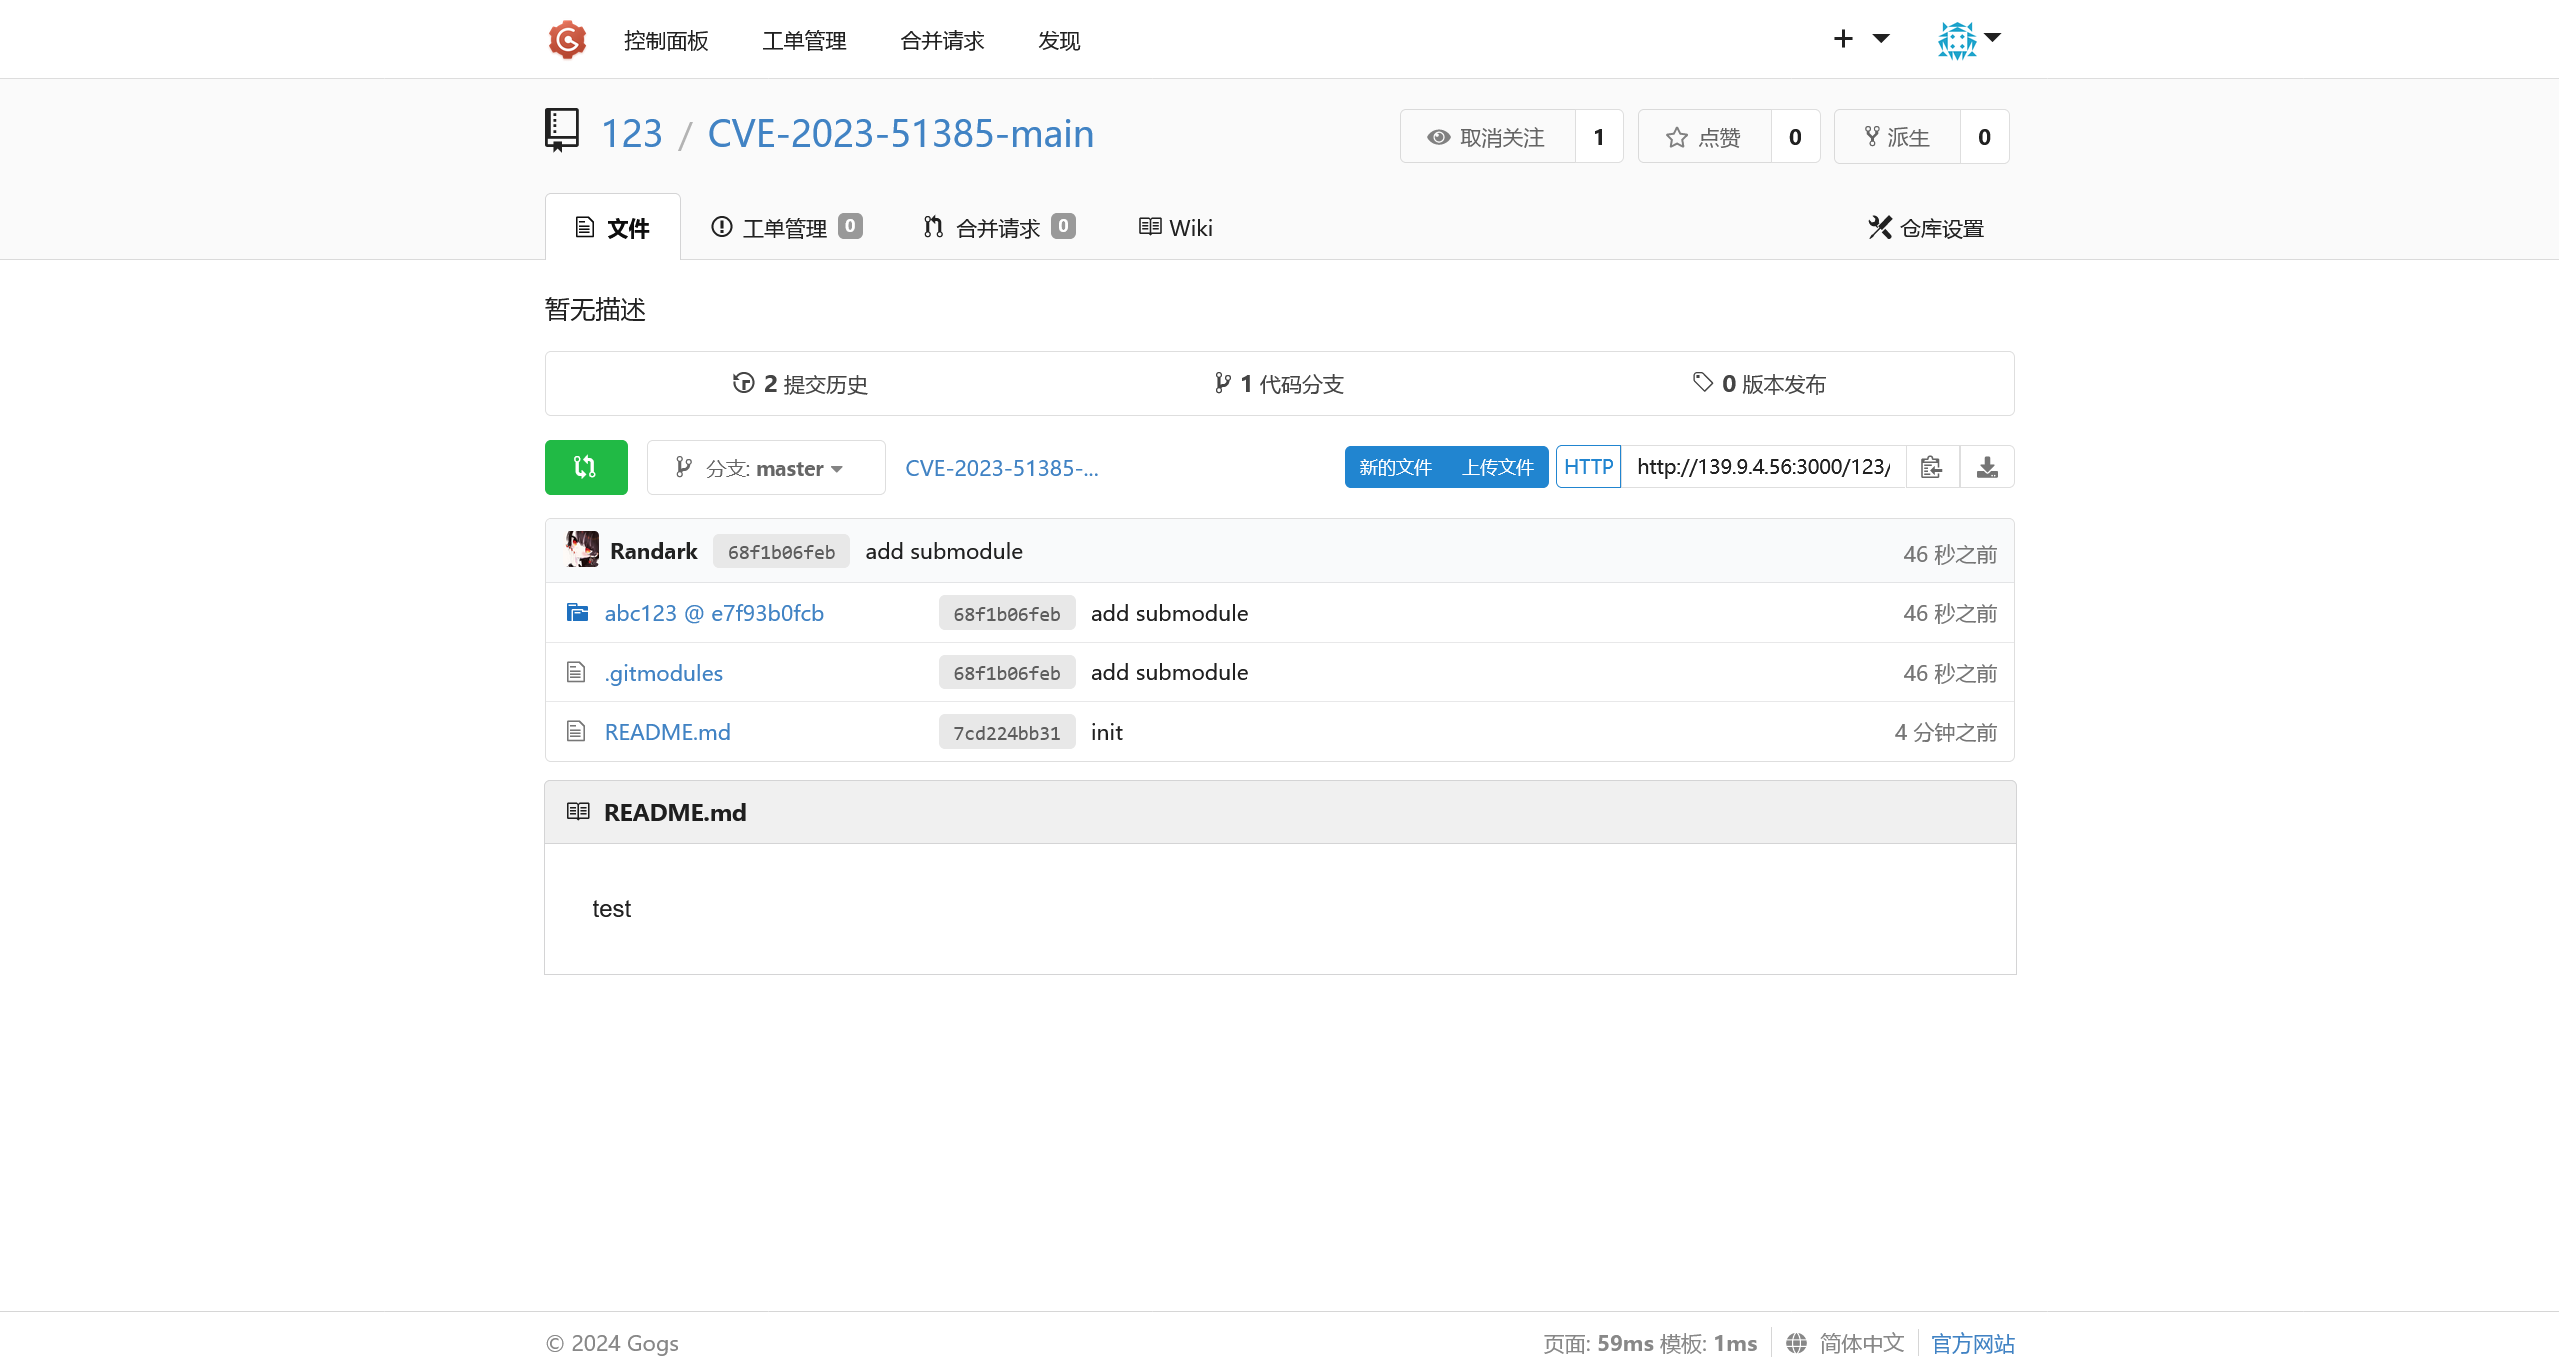 控制面板 工单管理 合并请求 发现
123 / CVE-2023-51385-main 取消关注 1 点赞 0 派生 0
文件 工单管理 0 合并请求 0 Wiki 仓库设置
暂无描述
2 提交历史 1 代码分支 0 版本发布
分支: master CVE-2023-51385-... 新的文件 上传文件 HTTP http://139.9.4.56:3000/123/
Randark 68f1b06feb add submodule 46 秒之前
abc123 @ e7f93b0fcb 68f1b06feb add submodule 46 秒之前
.gitmodules 68f1b06feb add submodule 46 秒之前
README.md 7cd224bb31 init 4 分钟之前
README.md
test
© 2024 Gogs 页面: 59ms 模板: 1ms 简体中文 官方网站